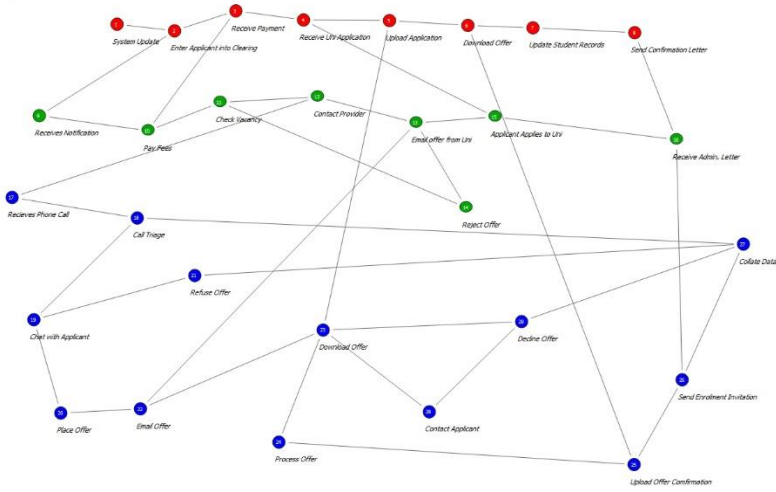 System Update
Enter Applicant into Clearing
Receive Payment
Receive Uni Application
Upload Application
Download Offer
Update Student Records
Send Confirmation Letter
Receives Notification
Pay Fees
Check Vacancy
Contact Provider
Email offer from Uni
Applicant Applies to Uni
Receive Admin. Letter
Reject Offer
17
Recieves Phone Call
Call Triage
Collate Data
Refuse Offer
Chat with Applicant
Download Offer
Decline Offer
Send Enrolment Invitation
Place Offer
Email Offer
Contact Applicant
Process Offer
Upload Offer Comfirmation